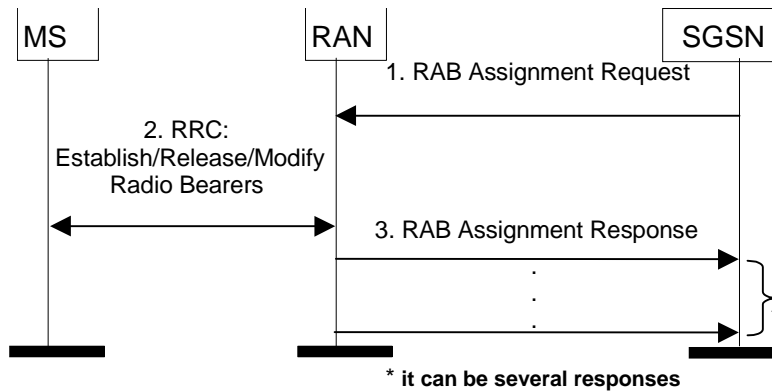 MS
RAN
SGSN
1. RAB Assignment Request
2. RRC:
Establish/Release/Modify
Radio Bearers
3. RAB Assignment Response
.
.
.
* it can be several responses